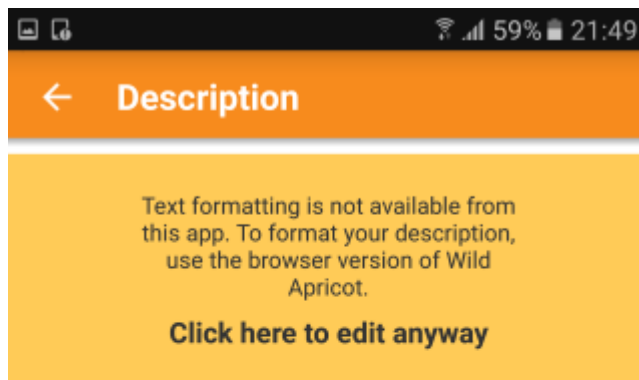 59% 21:49
Description
Text formatting is not available from
this app. To format your description,
use the browser version of Wild
Apricot.
Click here to edit anyway